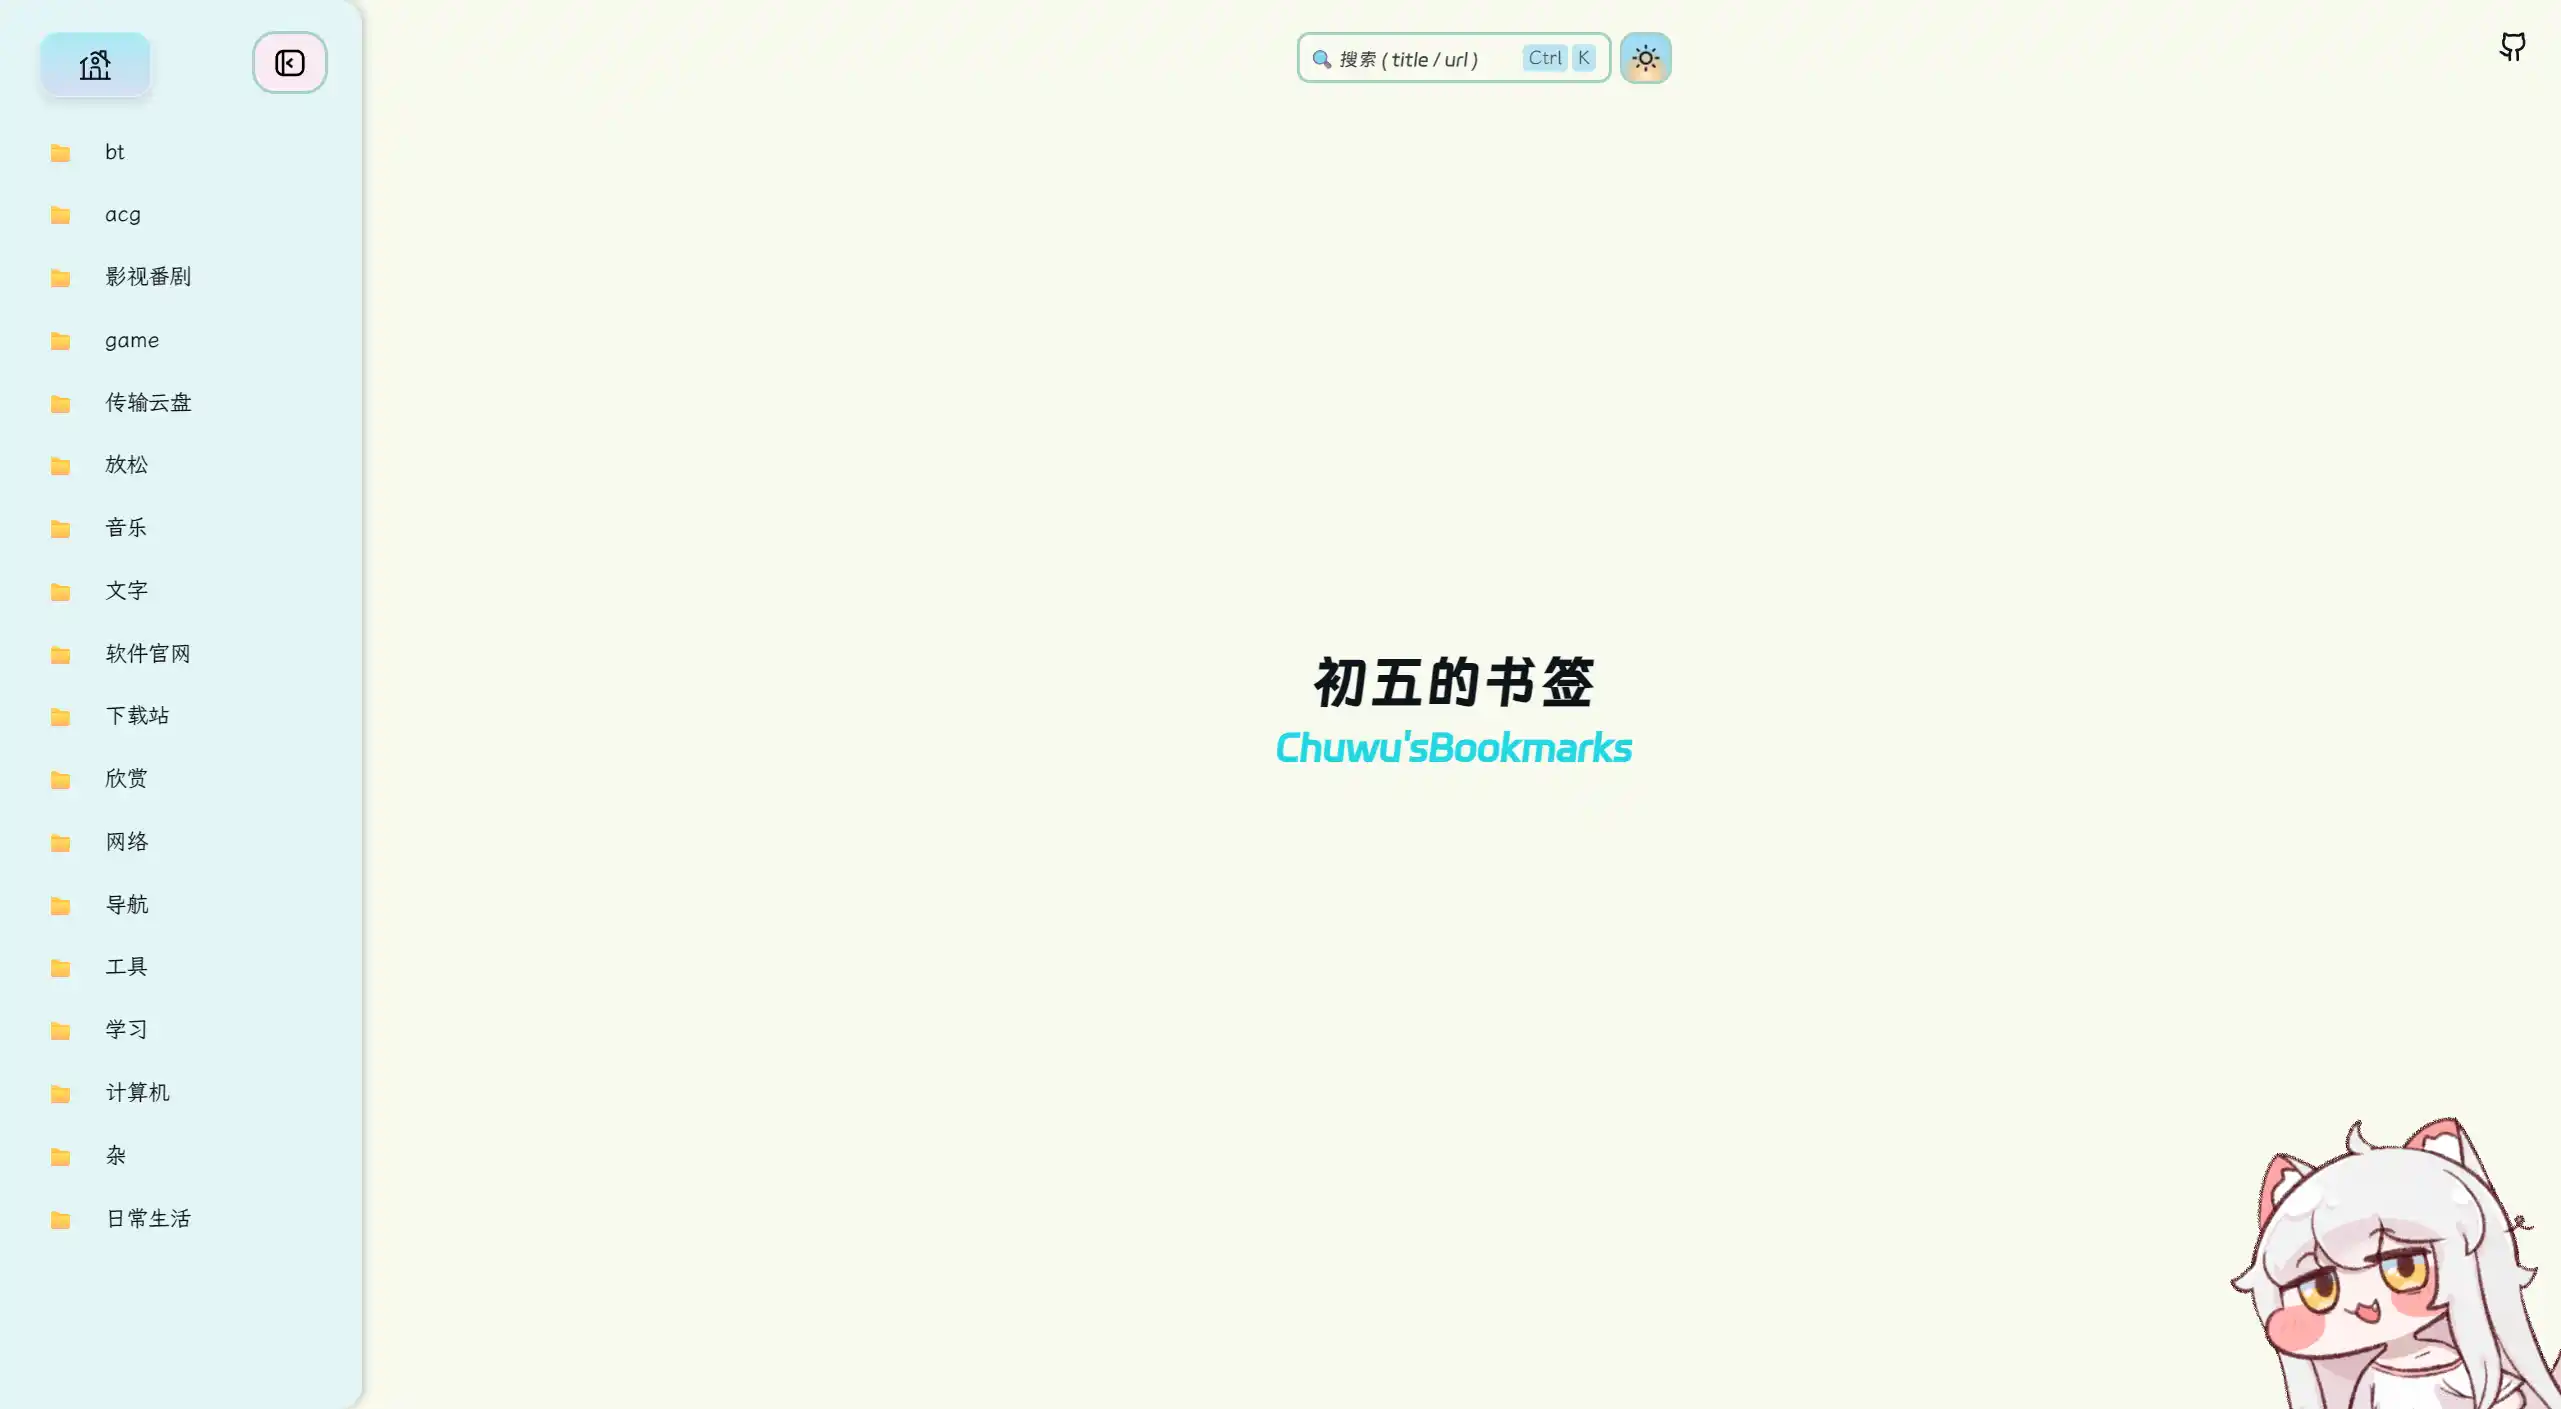 搜索 ( title / url ) Ctrl K
bt
acg
影视番剧
game
传输云盘
放松
音乐
文字
软件官网
下载站
欣赏
网络
导航
工具
学习
计算机
杂
日常生活
初五的书签
Chuwu'sBookmarks